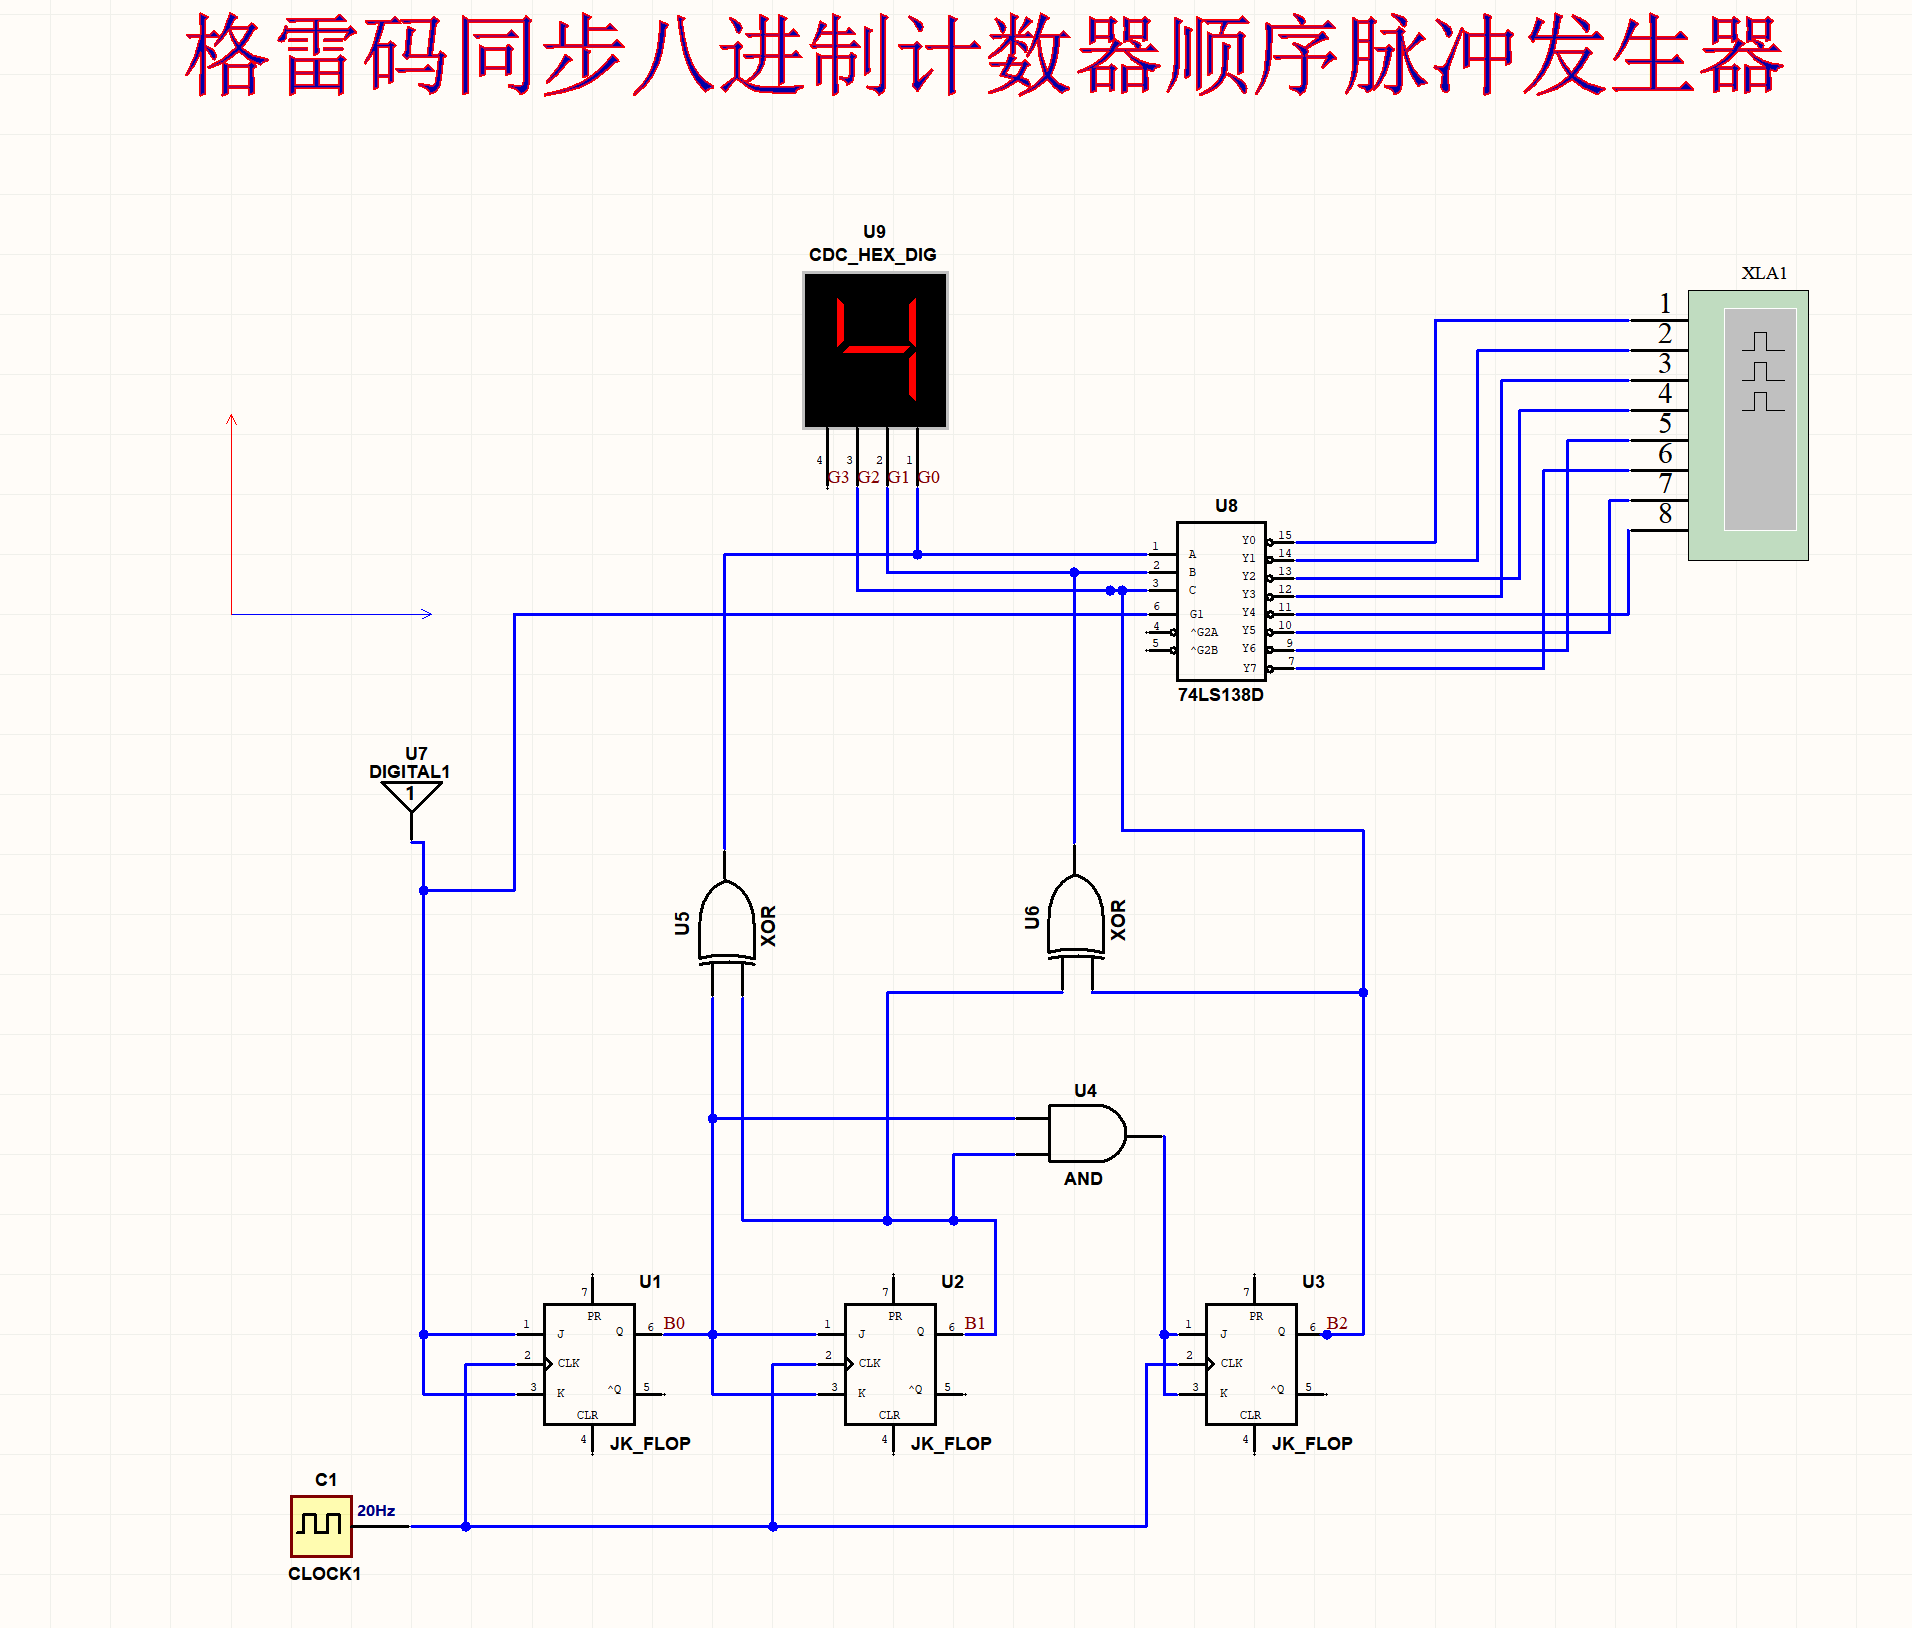 格雷码同步八进制计数器顺序脉冲发生器
U9
CDC_HEX_DIG
4
4 3 2 1
G3 G2 G1 G0
XLA1
1
2
3
4
5
6
7
8
U8
1 A Y0 15
2 B Y1 14
3 C Y2 13
Y3 12
6 G1 Y4 11
4 ^G2A Y5 10
5 ^G2B Y6 9
Y7 7
74LS138D
U7
DIGITAL1
1
U5
XOR
U6
XOR
U4
AND
U1
7
PR
1 J Q 6 B0
2 CLK
3 K ^Q 5
CLR
4
JK_FLOP
U2
7
PR
1 J Q 6 B1
2 CLK
3 K ^Q 5
CLR
4
JK_FLOP
U3
7
PR
1 J Q 6 B2
2 CLK
3 K ^Q 5
CLR
4
JK_FLOP
C1
20Hz
CLOCK1